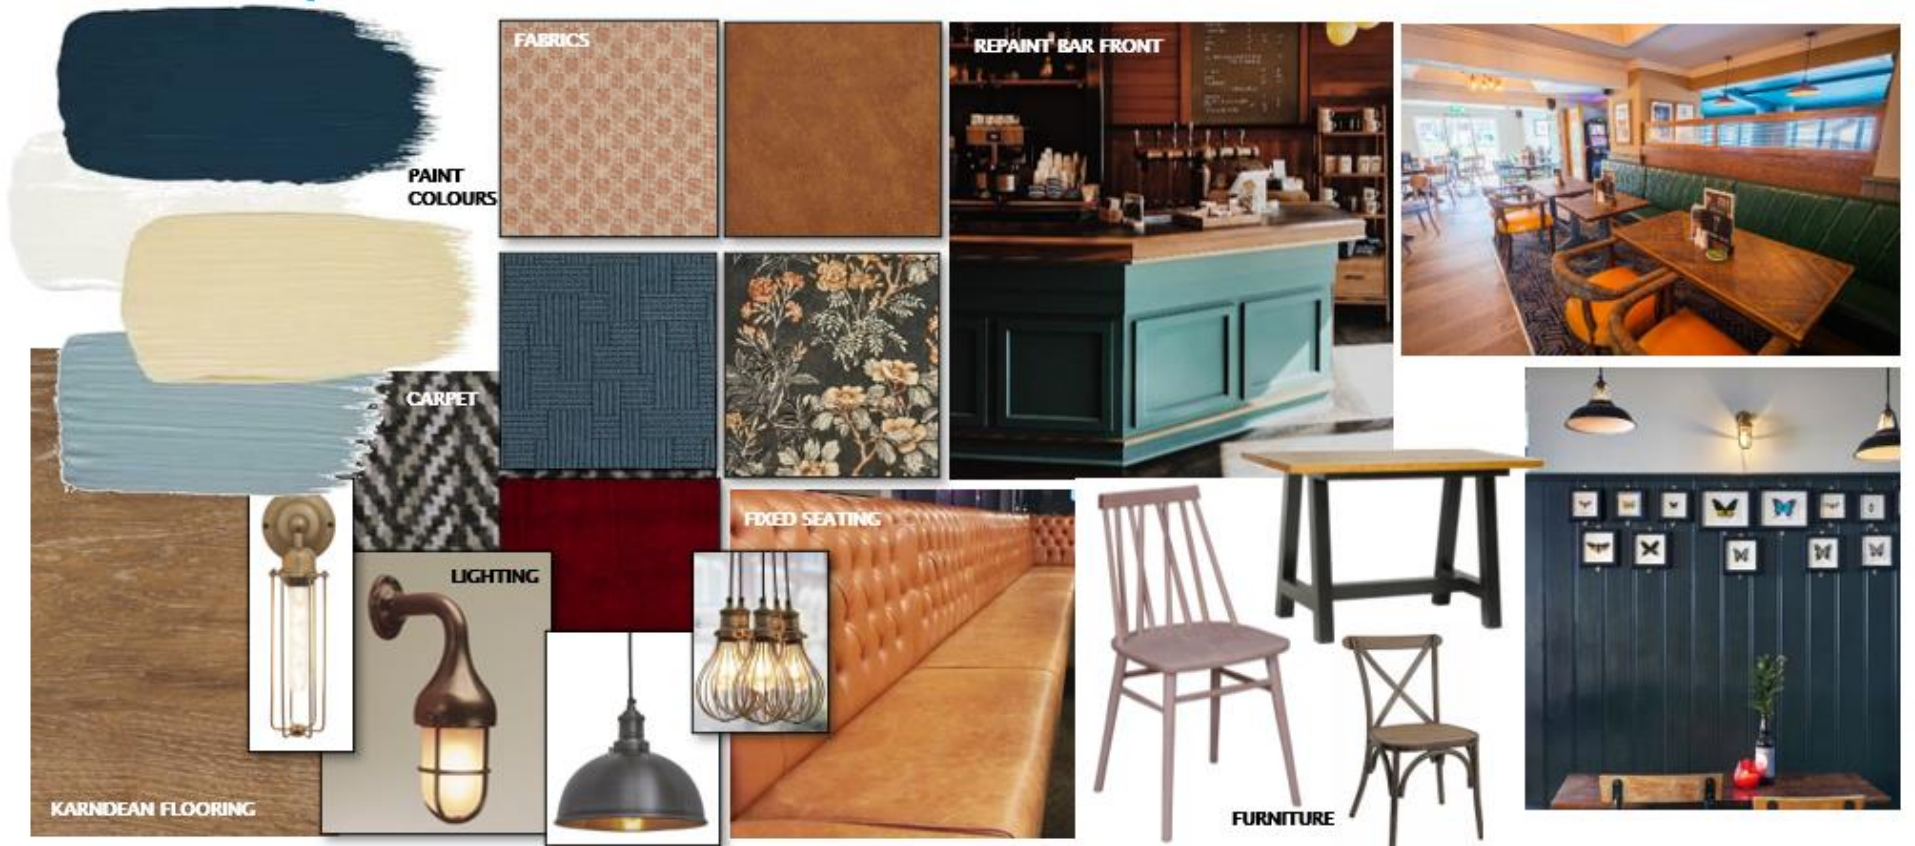 FABRICS
REPAINT BAR FRONT
PAINT
COLOURS
CARPET
FIXED SEATING
LIGHTING
KARNDEAN FLOORING
FURNITURE